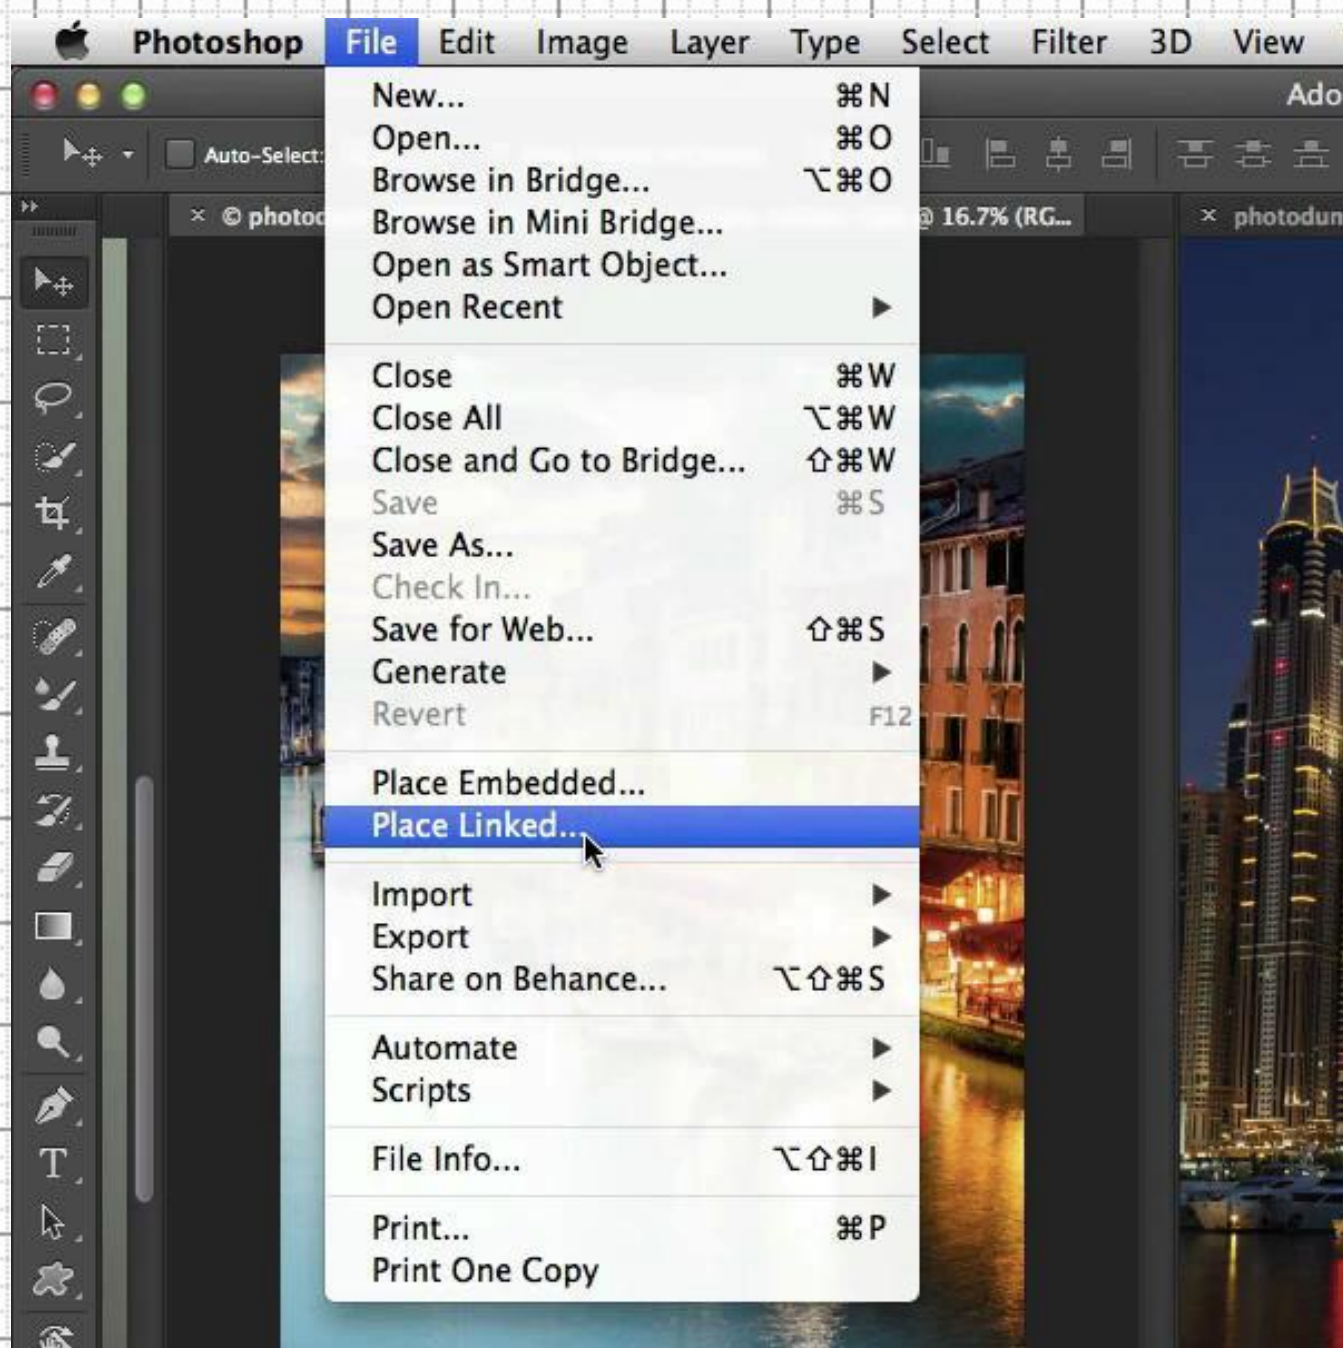 Photoshop File Edit Image Layer Type Select Filter 3D View
Ado
Auto-Select:
× © photod @ 16.7% (RG... × photodun
New... ⌘N
Open... ⌘O
Browse in Bridge... ⌥⌘O
Browse in Mini Bridge...
Open as Smart Object...
Open Recent ▶
Close ⌘W
Close All ⌥⌘W
Close and Go to Bridge... ⇧⌘W
Save ⌘S
Save As...
Check In...
Save for Web... ⇧⌘S
Generate ▶
Revert F12
Place Embedded...
Place Linked...
Import ▶
Export ▶
Share on Behance... ⌥⇧⌘S
Automate ▶
Scripts ▶
File Info... ⌥⇧⌘I
Print... ⌘P
Print One Copy